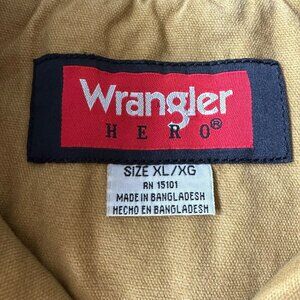 Wrangler
HERO®
SIZE XL/XG
RN 15101
MADE IN BANGLADESH
HECHO EN BANGLADESH